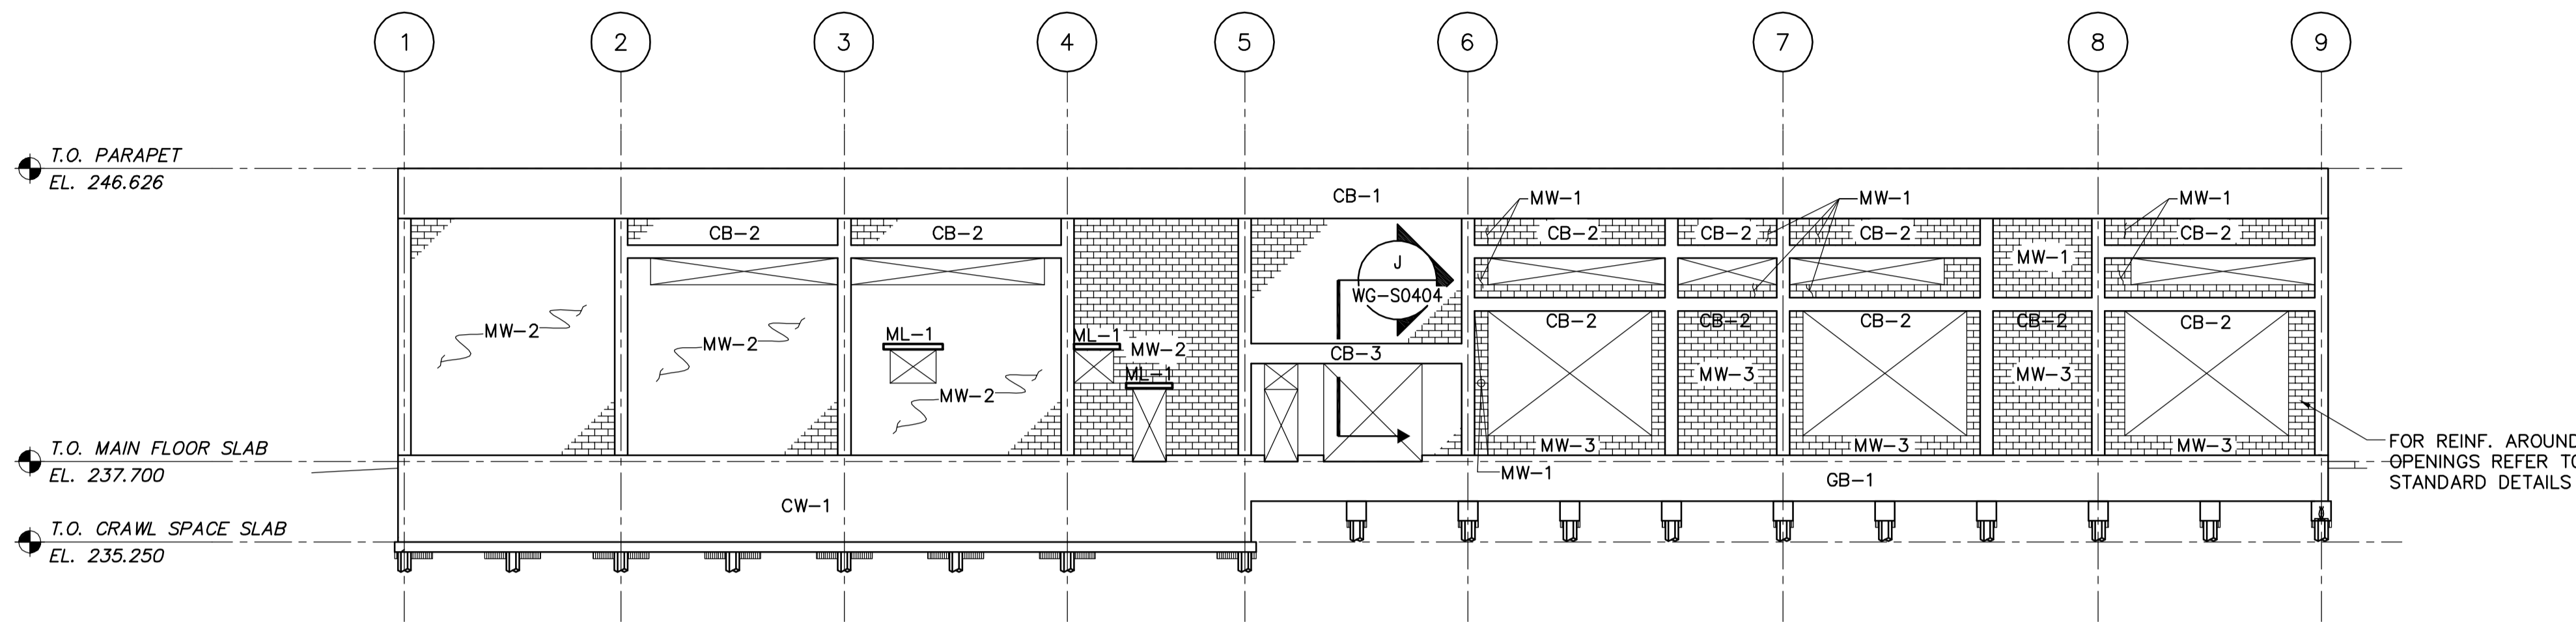 1 2 3 4 5 6 7 8 9
T.O. PARAPET
EL. 246.626
CB-1
MW-1 MW-1 MW-1
CB-2 CB-2 CB-2 CB-2 CB-2 CB-2
J
WG-S0404
MW-1
MW-2 MW-2 ML-1 ML-1 MW-2 CB-3 CB-2 CB-2 CB-2 CB-2 CB-2
ML-1
MW-3 MW-3
MW-2
T.O. MAIN FLOOR SLAB
EL. 237.700
MW-3 MW-3 MW-3
FOR REINF. AROUND
OPENINGS REFER TO
STANDARD DETAILS
MW-1
GB-1
CW-1
T.O. CRAWL SPACE SLAB
EL. 235.250